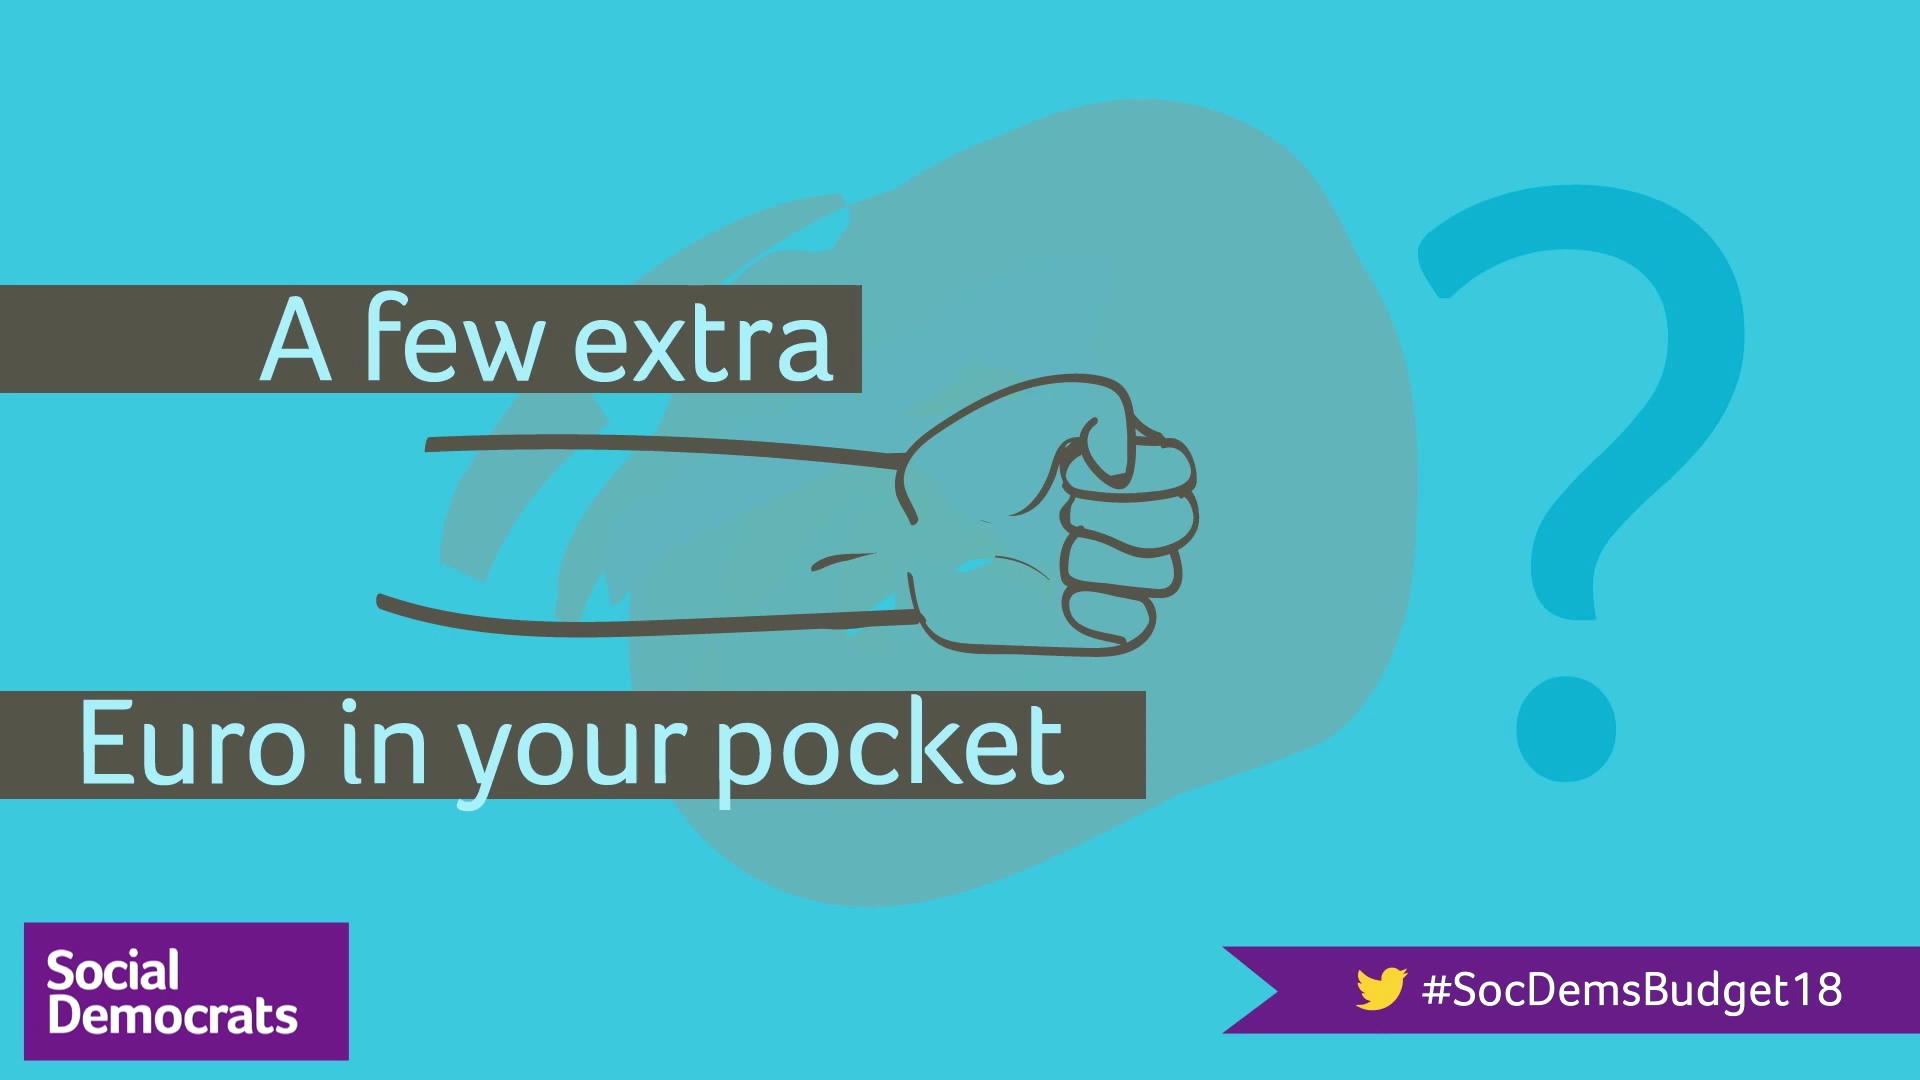 A few extra
?
Euro in your pocket
Social
Democrats
#SocDemsBudget18